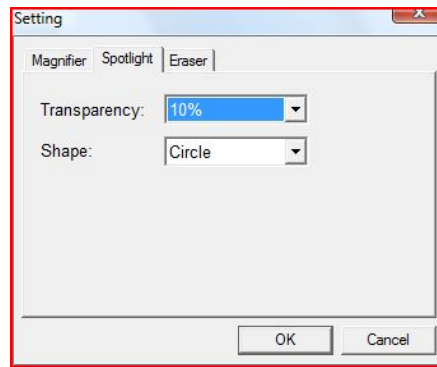 Setting
Magnifier Spotlight Eraser
Transparency: 10%
Shape: Circle
OK Cancel